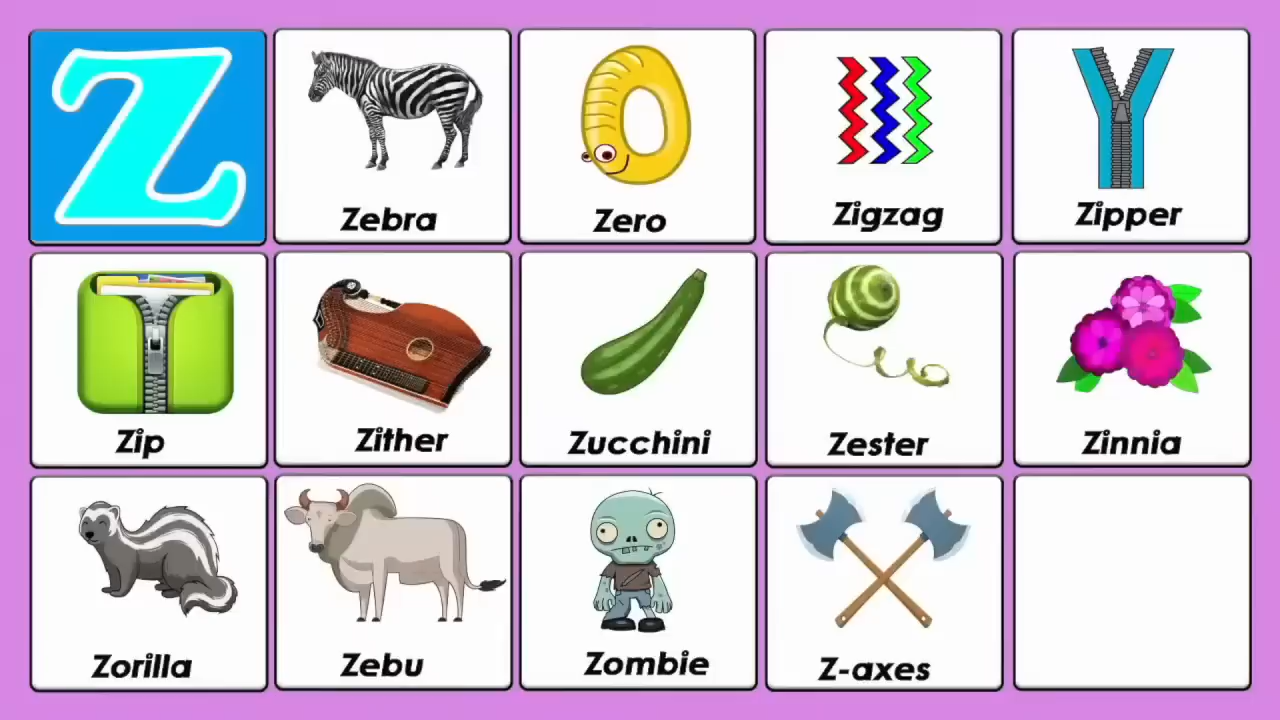 Z
Zebra
Zero
Zigzag
Zipper
Zip
Zither
Zucchini
Zester
Zinnia
Zorilla
Zebu
Zombie
Z-axes